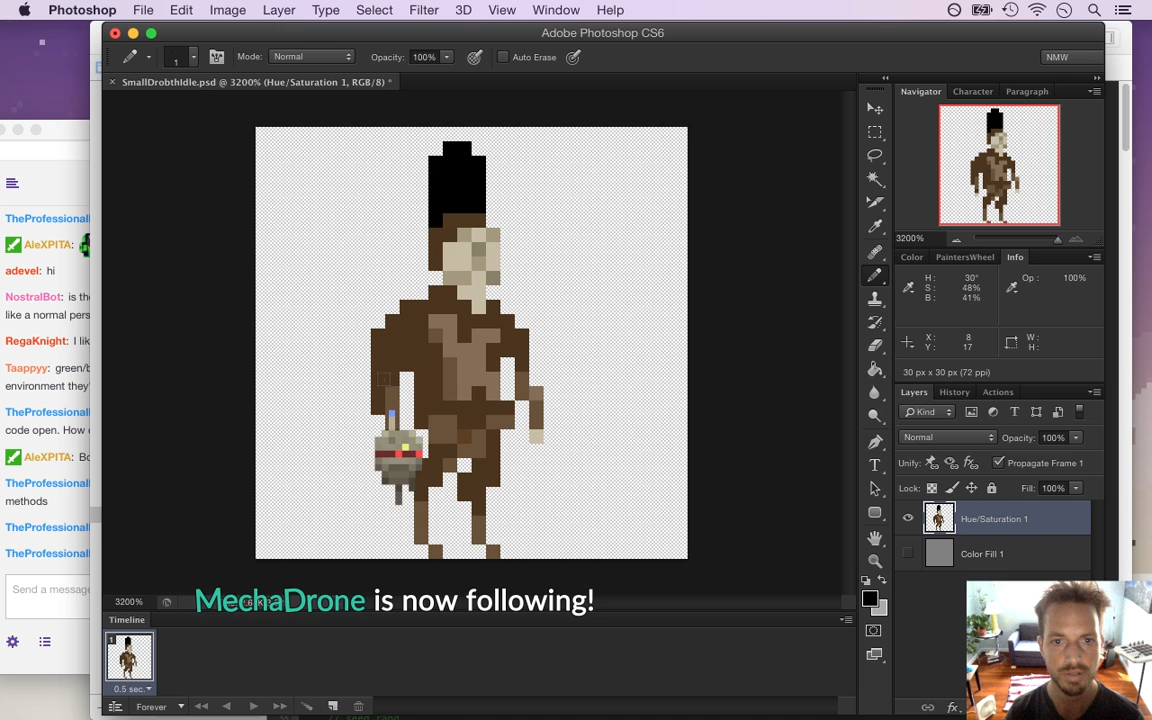 Photoshop File Edit Image Layer Type Select Filter 3D View Window Help
Adobe Photoshop CS6
1 Mode: Normal Opacity: 100% Auto Erase NMW
× SmallDrobthIdle.psd @ 3200% (Hue/Saturation 1, RGB/8) *
Navigator Character Paragraph
3200%
Color PaintersWheel Info
H: 30°
S: 48%
B: 41%
Op: 100%
X: 8
Y: 17
W:
H:
30 px x 30 px (72 ppi)
Layers History Actions
Kind
Normal Opacity: 100%
Unify: Propagate Frame 1
Lock: Fill: 100%
Hue/Saturation 1
Color Fill 1
TheProfessional
AleXPITA:
adevel: hi
NostralBot: is the
like a normal pers
RegaKnight: I lik
Taappyy: green/b
environment they'
TheProfessional
code open. How
AleXPITA: Bo
TheProfessional
methods
TheProfessional
TheProfessional
Send a message
3200%
MechaDrone is now following!
Timeline
1
0.5 sec.
Forever
// seed rand